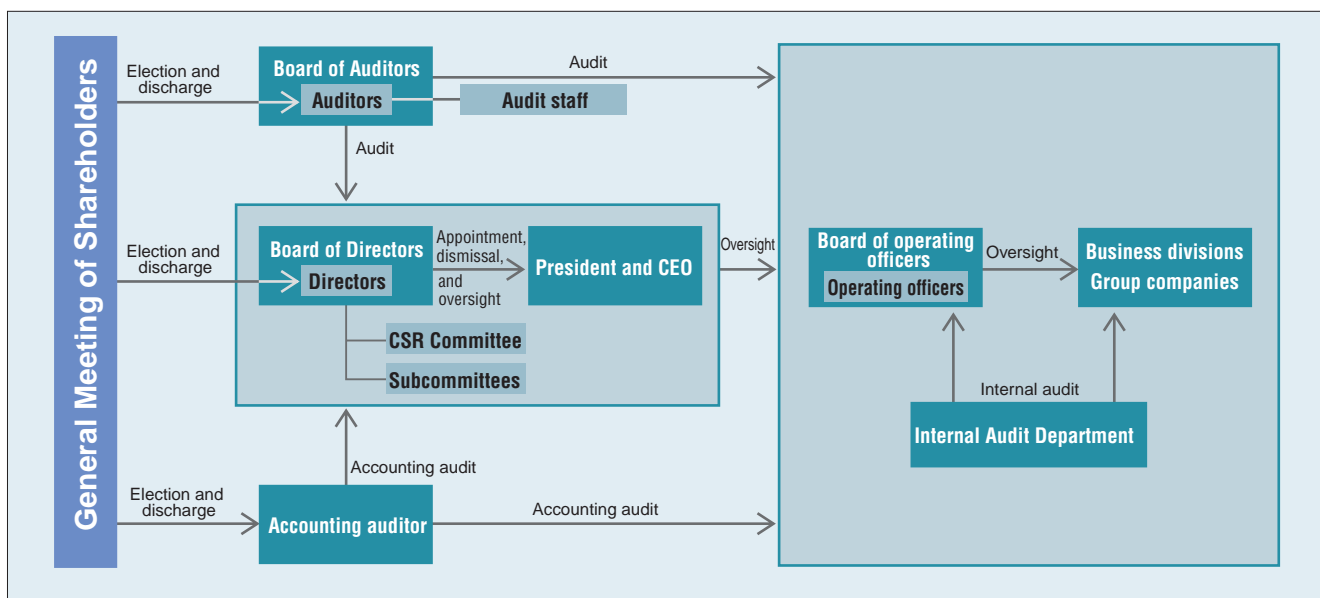 General Meeting of Shareholders
Election and
discharge
Board of Auditors
Auditors
Audit staff
Audit
Audit
Election and
discharge
Board of Directors
Directors
Appointment,
dismissal,
and
oversight
President and CEO
CSR Committee
Subcommittees
Oversight
Board of operating
officers
Operating officers
Oversight
Business divisions
Group companies
Internal audit
Internal Audit Department
Accounting audit
Election and
discharge
Accounting auditor
Accounting audit